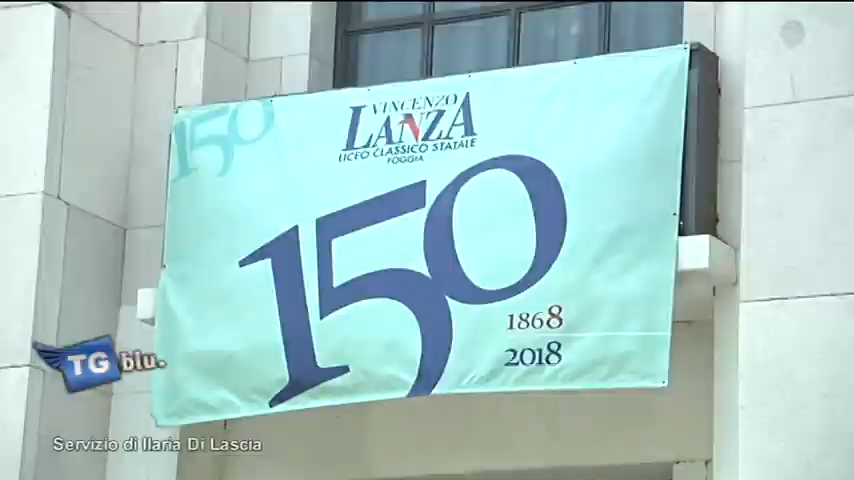 150
VINCENZO
LANZA
LICEO CLASSICO STATALE
FOGGIA
150
1868
2018
TG blu.
Servizio di Ilaria Di Lascia